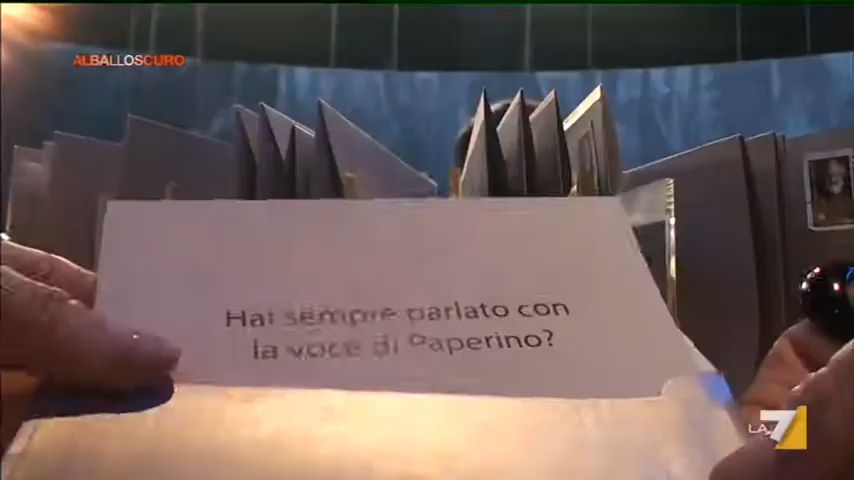 ALBALLOSCURO
Hai sempre parlato con
la voce di Paperino?
LA7